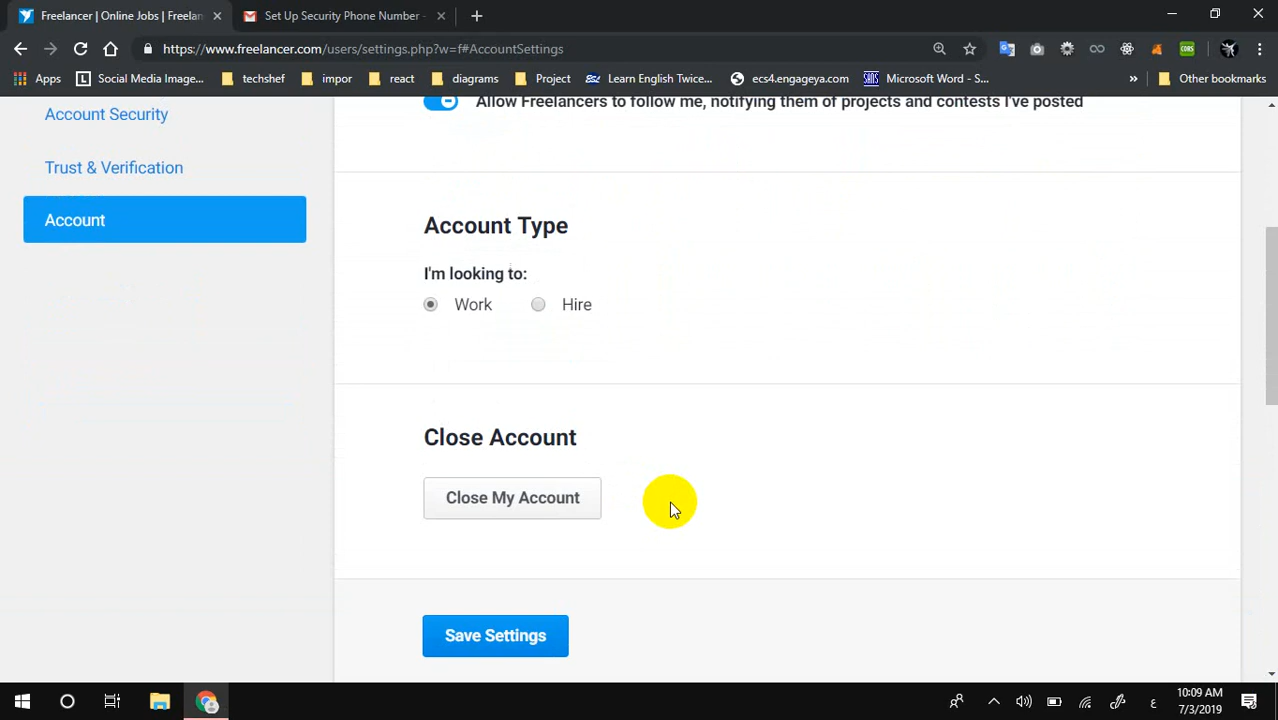 Freelancer | Online Jobs | Freelan
Set Up Security Phone Number -
https://www.freelancer.com/users/settings.php?w=f#AccountSettings
Apps
Social Media Image...
techshef
impor
react
diagrams
Project
Learn English Twice...
ecs4.engageya.com
Microsoft Word - S...
»
Other bookmarks
Account Security
Trust & Verification
Account
Allow Freelancers to follow me, notifying them of projects and contests I've posted
Account Type
I'm looking to:
Work
Hire
Close Account
Close My Account
Save Settings
ع
10:09 AM
7/3/2019